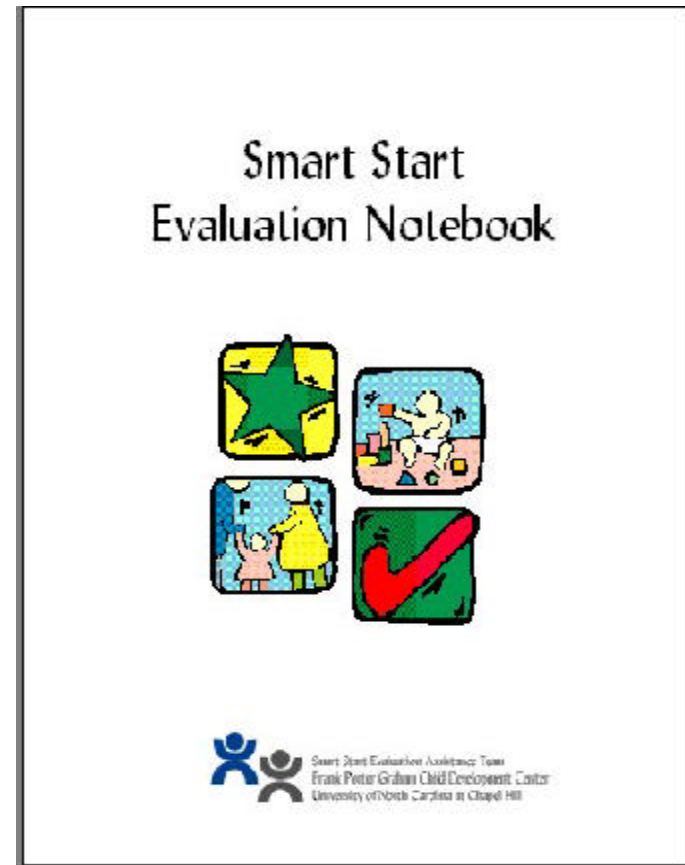 Smart Start
Evaluation Notebook
Smart Start Evaluation Assistance Team
Frank Porter Graham Child Development Center
University of North Carolina at Chapel Hill